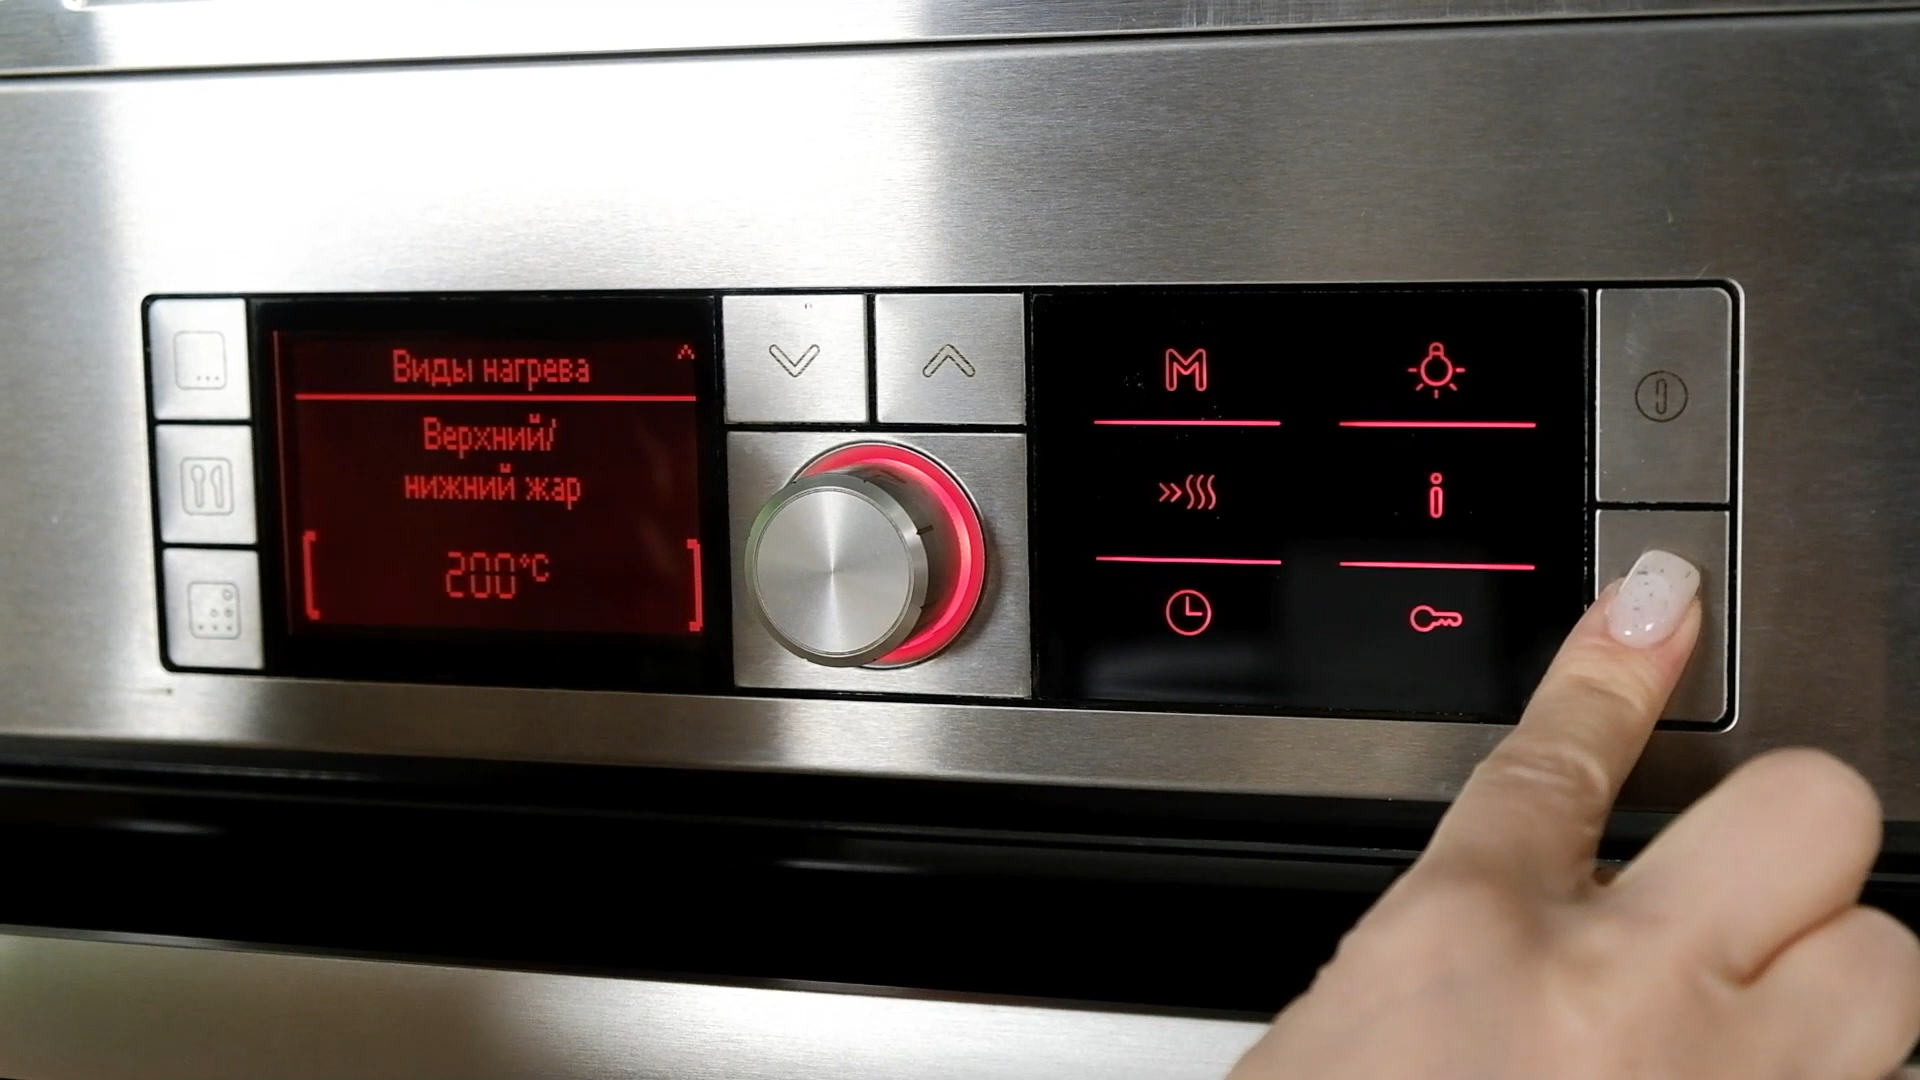 Виды нагрева
Верхний/
нижний жар
200°C
M
i